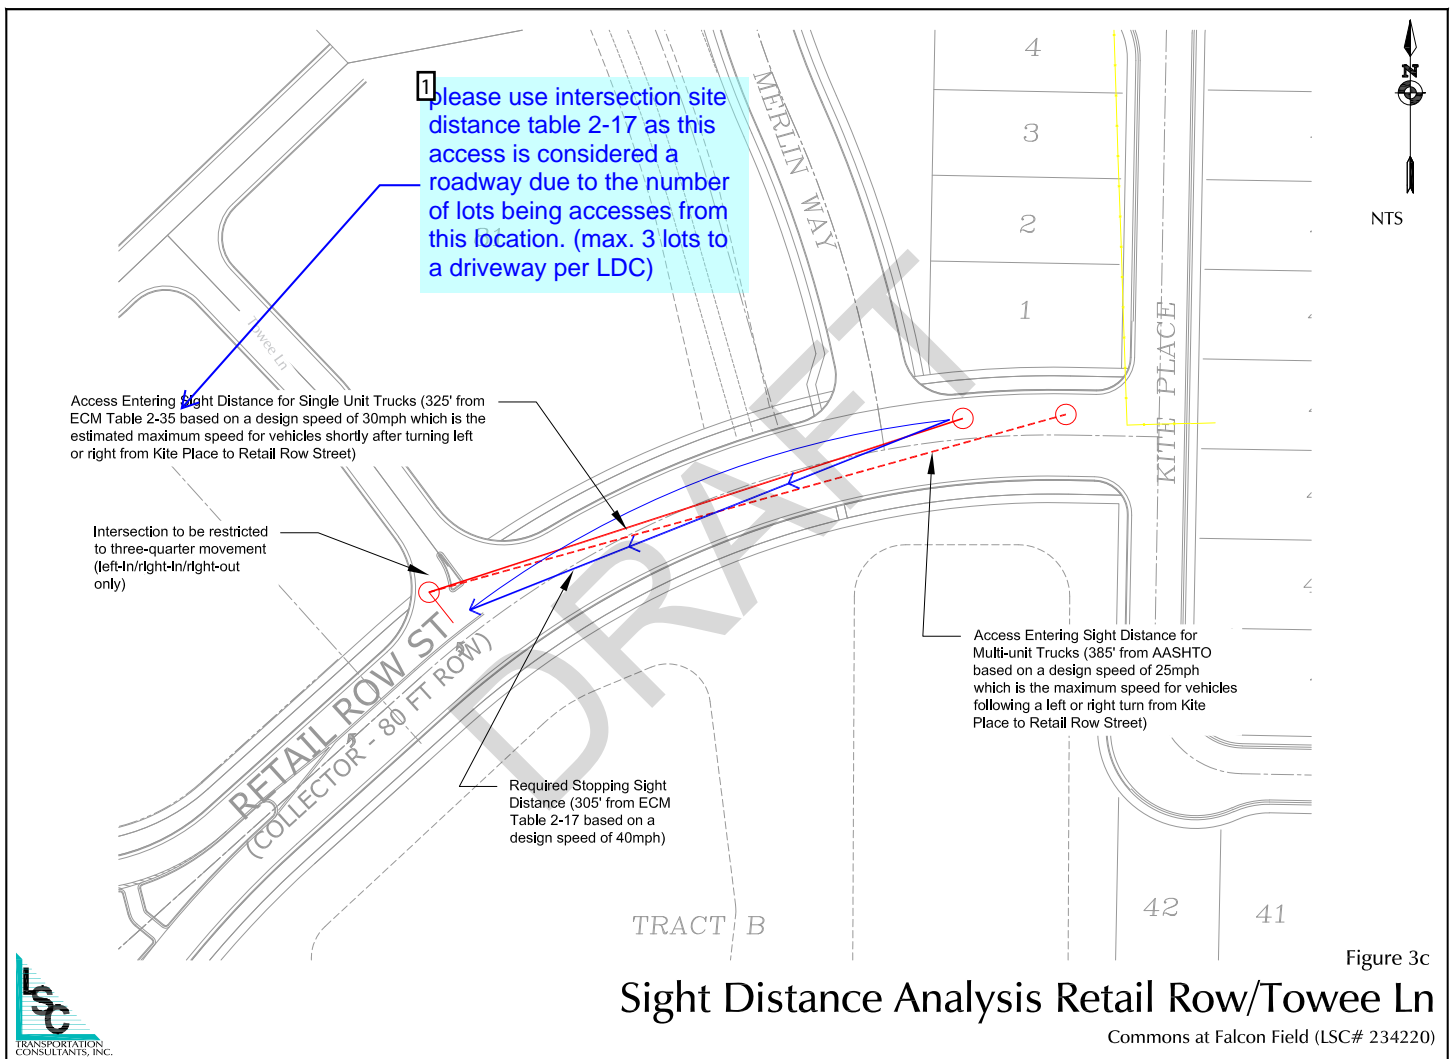 1
please use intersection site
distance table 2-17 as this
access is considered a
roadway due to the number
of lots being accesses from
this location. (max. 3 lots to
a driveway per LDC)
MERLIN WAY
4
3
2
1
N
NTS
KITE PLACE
Towee Ln
Access Entering Sight Distance for Single Unit Trucks (325' from
ECM Table 2-35 based on a design speed of 30mph which is the
estimated maximum speed for vehicles shortly after turning left
or right from Kite Place to Retail Row Street)
Intersection to be restricted
to three-quarter movement
(left-in/right-in/right-out
only)
DRAFT
RETAIL ROW ST
(COLLECTOR - 80 FT ROW)
Access Entering Sight Distance for
Multi-unit Trucks (385' from AASHTO
based on a design speed of 25mph
which is the maximum speed for vehicles
following a left or right turn from Kite
Place to Retail Row Street)
Required Stopping Sight
Distance (305' from ECM
Table 2-17 based on a
design speed of 40mph)
TRACT B
42
41
Figure 3c
Sight Distance Analysis Retail Row/Towee Ln
Commons at Falcon Field (LSC# 234220)
LSC
TRANSPORTATION
CONSULTANTS, INC.